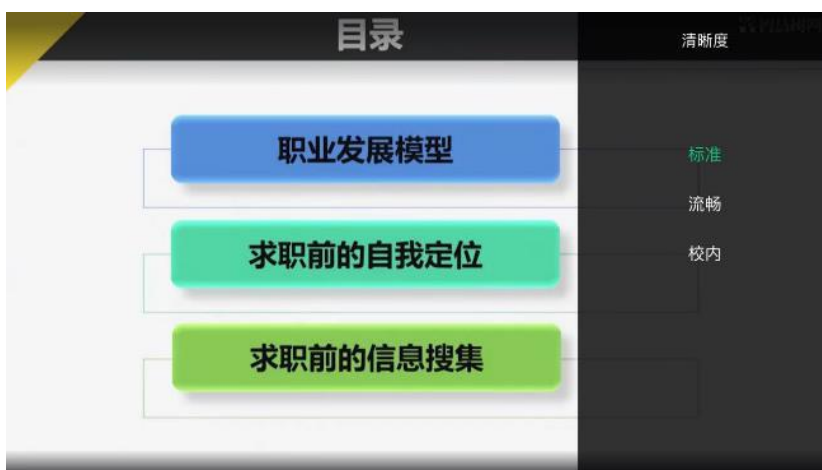 目录
清晰度
职业发展模型
标准
流畅
求职前的自我定位
校内
求职前的信息搜集